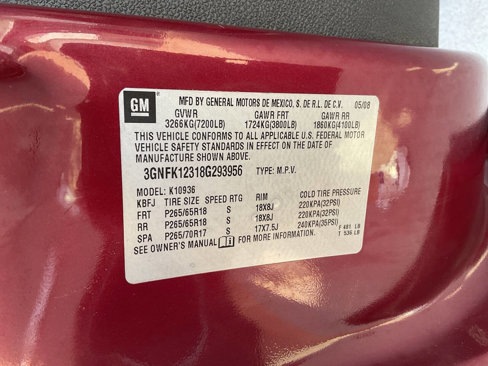 GM
MFD BY GENERAL MOTORS DE MEXICO, S. DE R.L. DE C.V. 05/08
GVWR GAWR FRT GAWR RR
3266KG(7200LB) 1724KG(3800LB) 1860KG(4100LB)
THIS VEHICLE CONFORMS TO ALL APPLICABLE U.S. FEDERAL MOTOR
VEHICLE SAFETY STANDARDS IN EFFECT ON THE DATE OF
MANUFACTURE SHOWN ABOVE.
3GNFK12318G293956 TYPE: M.P.V.
MODEL: K10936
KBFJ TIRE SIZE SPEED RTG RIM COLD TIRE PRESSURE
FRT P265/65R18 S 18X8J 220KPA(32PSI)
RR P265/65R18 S 18X8J 220KPA(32PSI)
SPA P265/70R17 S 17X7.5J 240KPA(35PSI)
SEE OWNER'S MANUAL FOR MORE INFORMATION.
F 481 LB
T 536 LB